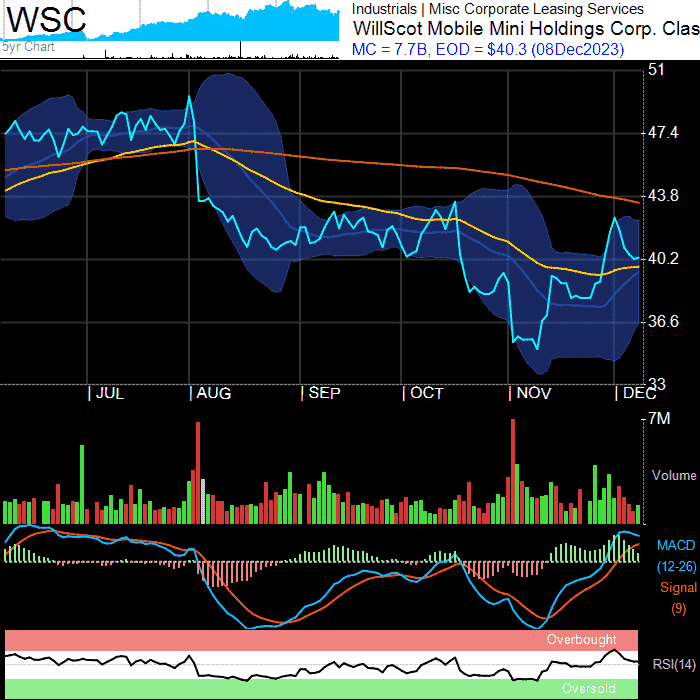 WSC
5yr Chart
Industrials | Misc Corporate Leasing Services
WillScot Mobile Mini Holdings Corp. Clas
MC = 7.7B, EOD = $40.3 (08Dec2023)
51
47.4
43.8
40.2
36.6
33
JUL AUG SEP OCT NOV DEC
7M
Volume
MACD
(12-26)
Signal
(9)
Overbought
RSI(14)
Oversold